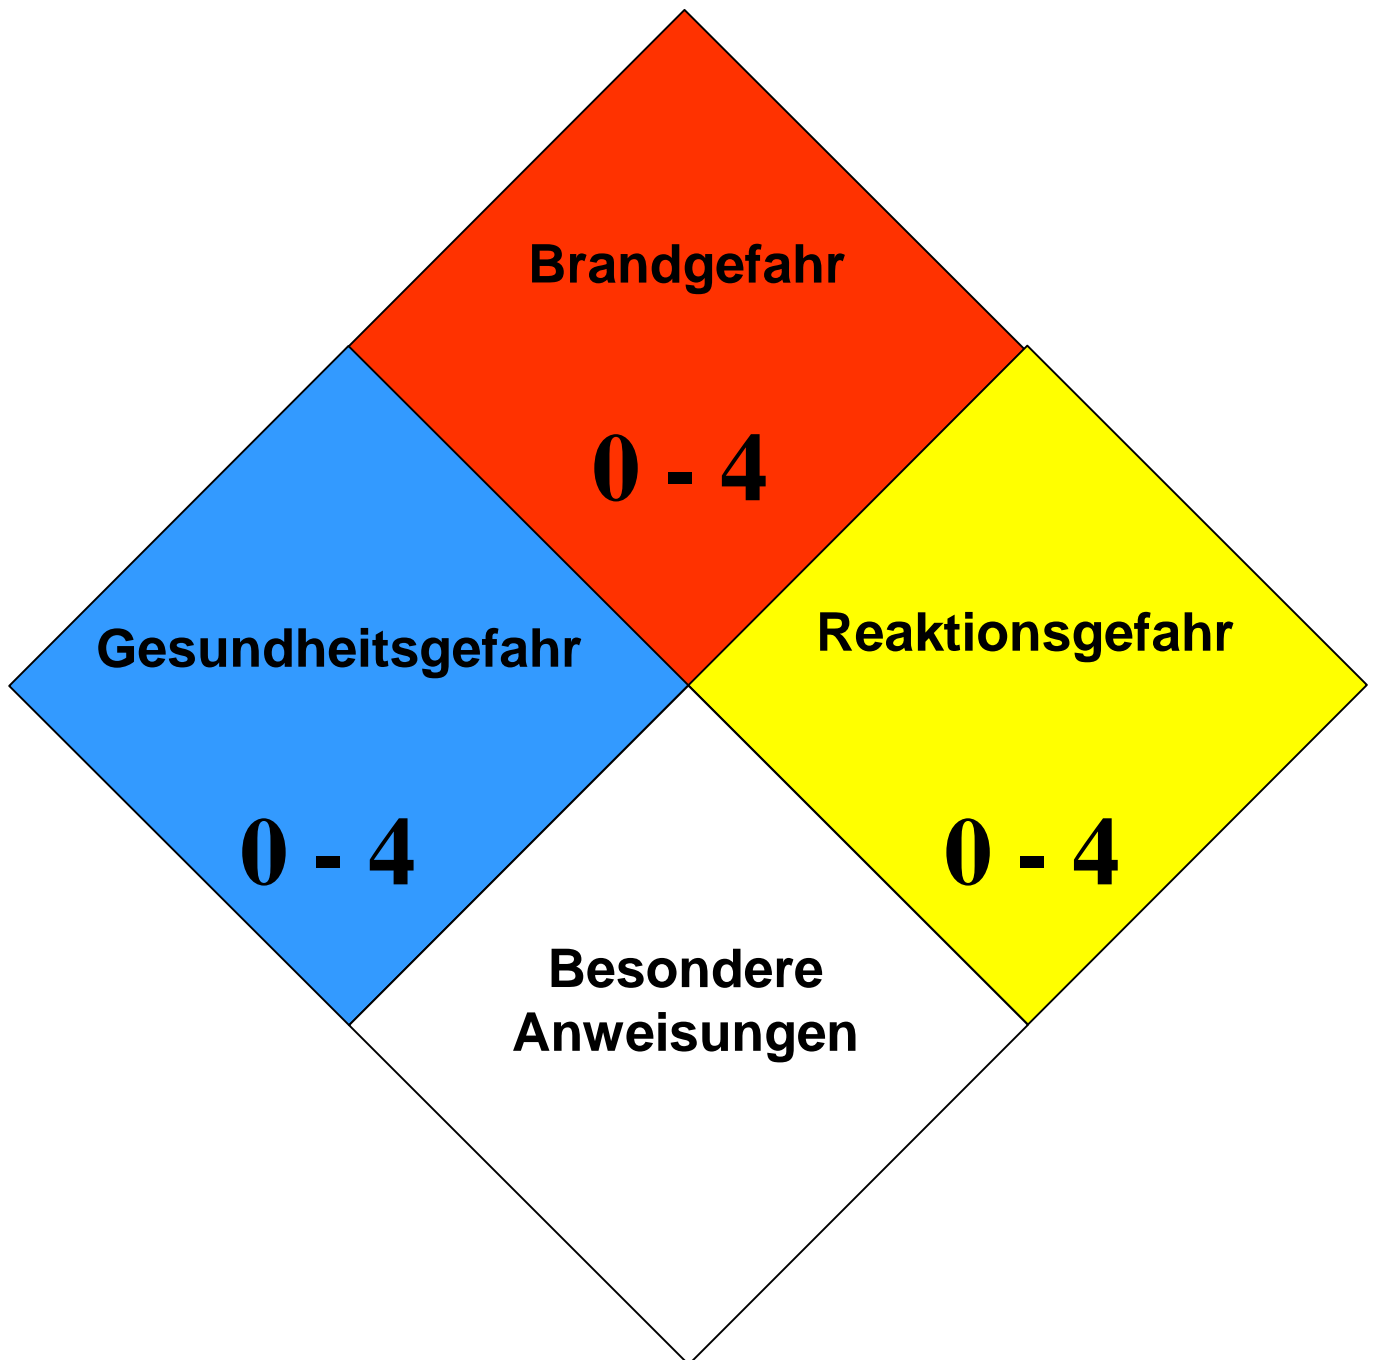 Brandgefahr
0 - 4
Gesundheitsgefahr
0 - 4
Reaktionsgefahr
0 - 4
Besondere
Anweisungen